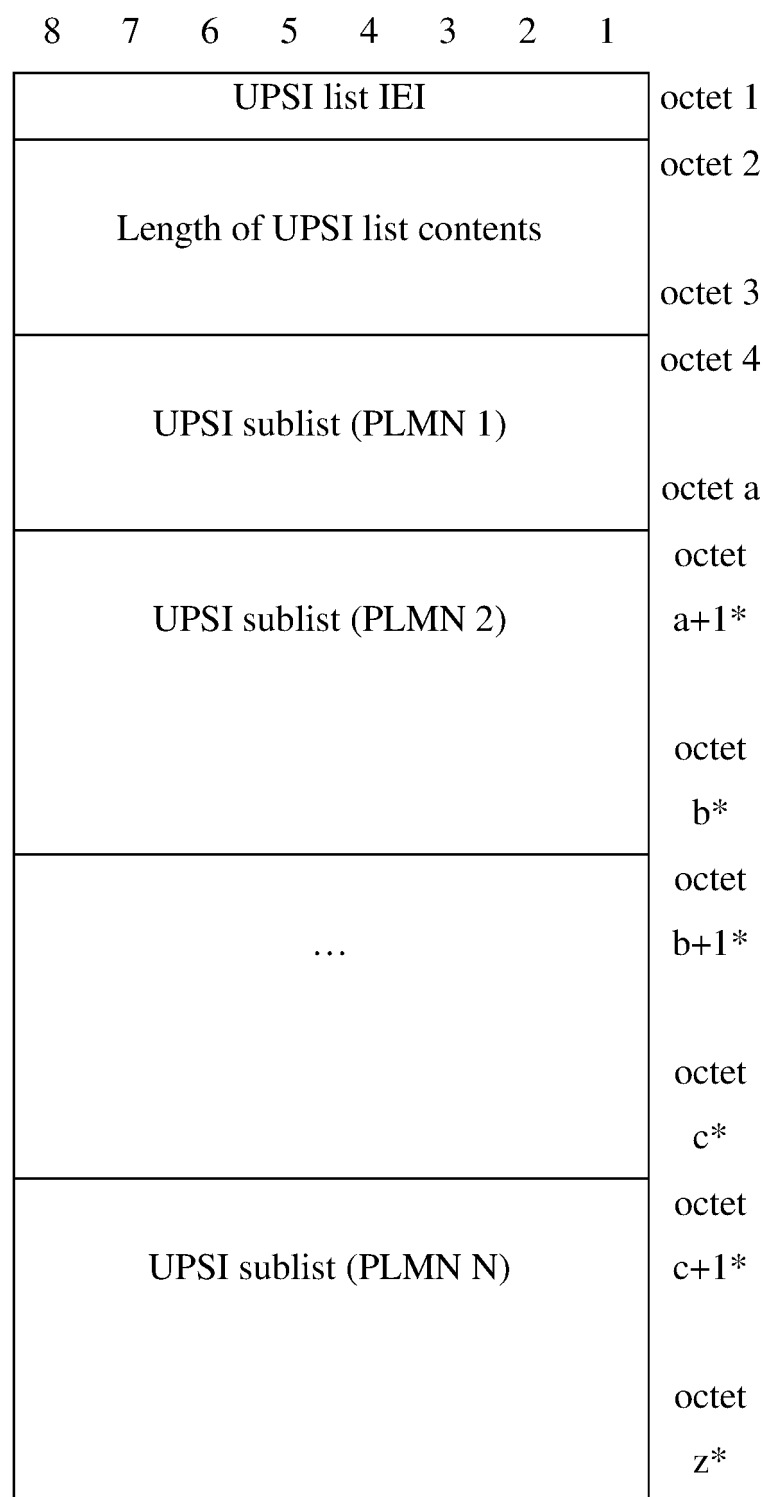 8 7 6 5 4 3 2 1
UPSI list IEI octet 1
octet 2
Length of UPSI list contents
octet 3
octet 4
UPSI sublist (PLMN 1)
octet a
octet
UPSI sublist (PLMN 2) a+1*
octet
b*
octet
… b+1*
octet
c*
octet
UPSI sublist (PLMN N) c+1*
octet
z*